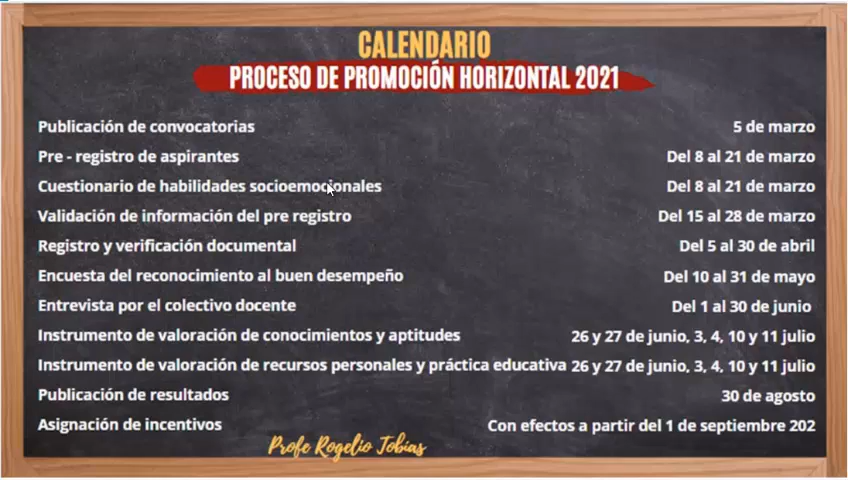 CALENDARIO
PROCESO DE PROMOCIÓN HORIZONTAL 2021
Publicación de convocatorias 5 de marzo
Pre - registro de aspirantes Del 8 al 21 de marzo
Cuestionario de habilidades socioemocionales Del 8 al 21 de marzo
Validación de información del pre registro Del 15 al 28 de marzo
Registro y verificación documental Del 5 al 30 de abril
Encuesta del reconocimiento al buen desempeño Del 10 al 31 de mayo
Entrevista por el colectivo docente Del 1 al 30 de junio
Instrumento de valoración de conocimientos y aptitudes 26 y 27 de junio, 3, 4, 10 y 11 julio
Instrumento de valoración de recursos personales y práctica educativa 26 y 27 de junio, 3, 4, 10 y 11 julio
Publicación de resultados 30 de agosto
Asignación de incentivos Con efectos a partir del 1 de septiembre 202
Profe Rogelio Tobias